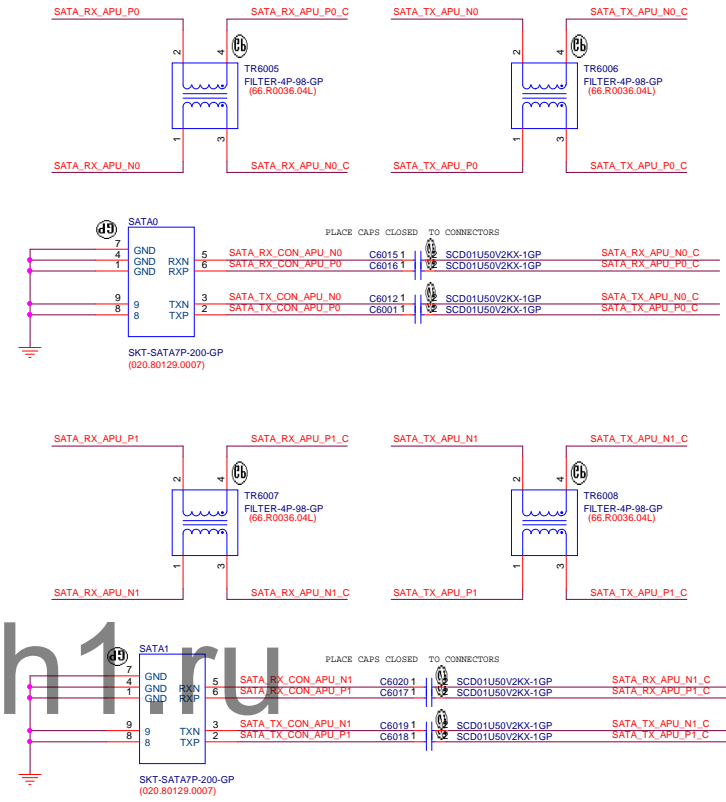 SATA_RX_APU_P0 SATA_RX_APU_P0_C SATA_TX_APU_N0 SATA_TX_APU_N0_C
2 4 2 4
TR6005 TR6006
FILTER-4P-98-GP FILTER-4P-98-GP
(66.R0036.04L) (66.R0036.04L)
1 3 1 3
SATA_RX_APU_N0 SATA_RX_APU_N0_C SATA_TX_APU_P0 SATA_TX_APU_P0_C
GP SATA0
PLACE CAPS CLOSED TO CONNECTORS
7 GND
4 GND RXN 5 SATA_RX_CON_APU_N0 C6015 1 2 SCD01U50V2KX-1GP SATA_RX_APU_N0_C
1 GND RXP 6 SATA_RX_CON_APU_P0 C6016 1 2 SCD01U50V2KX-1GP SATA_RX_APU_P0_C
9 9 TXN 3 SATA_TX_CON_APU_N0 C6012 1 2 SCD01U50V2KX-1GP SATA_TX_APU_N0_C
8 8 TXP 2 SATA_TX_CON_APU_P0 C6001 1 2 SCD01U50V2KX-1GP SATA_TX_APU_P0_C
SKT-SATA7P-200-GP
(020.80129.0007)
SATA_RX_APU_P1 SATA_RX_APU_P1_C SATA_TX_APU_N1 SATA_TX_APU_N1_C
2 4 2 4
TR6007 TR6008
FILTER-4P-98-GP FILTER-4P-98-GP
(66.R0036.04L) (66.R0036.04L)
1 3 1 3
SATA_RX_APU_N1 SATA_RX_APU_N1_C SATA_TX_APU_P1 SATA_TX_APU_P1_C
h1.ru
GP SATA1
PLACE CAPS CLOSED TO CONNECTORS
7 GND
4 GND RXN 5 SATA_RX_CON_APU_N1 C6020 1 2 SCD01U50V2KX-1GP SATA_RX_APU_N1_C
1 GND RXP 6 SATA_RX_CON_APU_P1 C6017 1 2 SCD01U50V2KX-1GP SATA_RX_APU_P1_C
9 9 TXN 3 SATA_TX_CON_APU_N1 C6019 1 2 SCD01U50V2KX-1GP SATA_TX_APU_N1_C
8 8 TXP 2 SATA_TX_CON_APU_P1 C6018 1 2 SCD01U50V2KX-1GP SATA_TX_APU_P1_C
SKT-SATA7P-200-GP
(020.80129.0007)